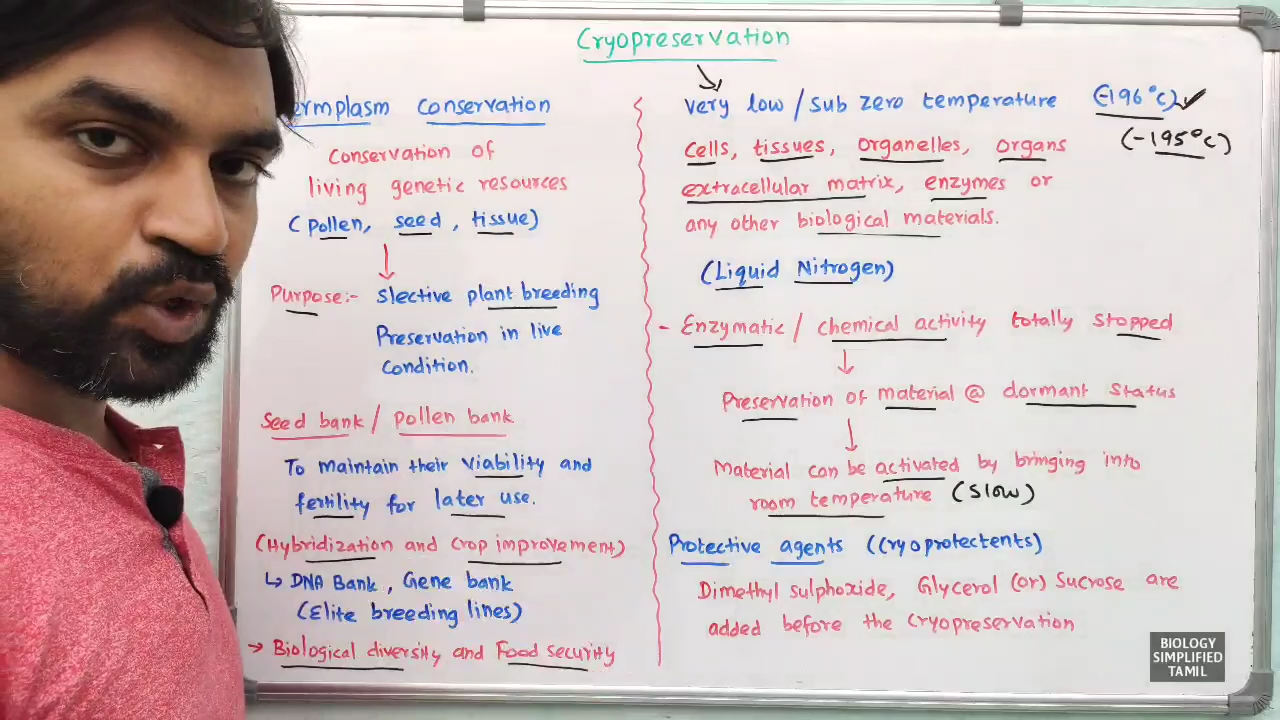 Cryopreservation
ermplasm conservation
Conservation of
living genetic resources
(pollen, seed, tissue)
Purpose:- Slective plant breeding
Preservation in live
condition.
Seed bank / pollen bank
To maintain their viability and
fertility for later use.
(Hybridization and crop improvement)
↳ DNA Bank, Gene bank
(Elite breeding lines)
→ Biological diversity and Food security
very low / sub zero temperature (-196°c)✓
(-195°c)
Cells, tissues, organelles, organs
extracellular matrix, enzymes or
any other biological materials.
(Liquid Nitrogen)
- Enzymatic / chemical activity totally stopped
Preservation of material @ dormant status
Material can be activated by bringing into
room temperature (slow)
Protective agents (Cryoprotectents)
Dimethyl sulphoxide, Glycerol (or) Sucrose are
added before the cryopreservation
BIOLOGY
SIMPLIFIED
TAMIL